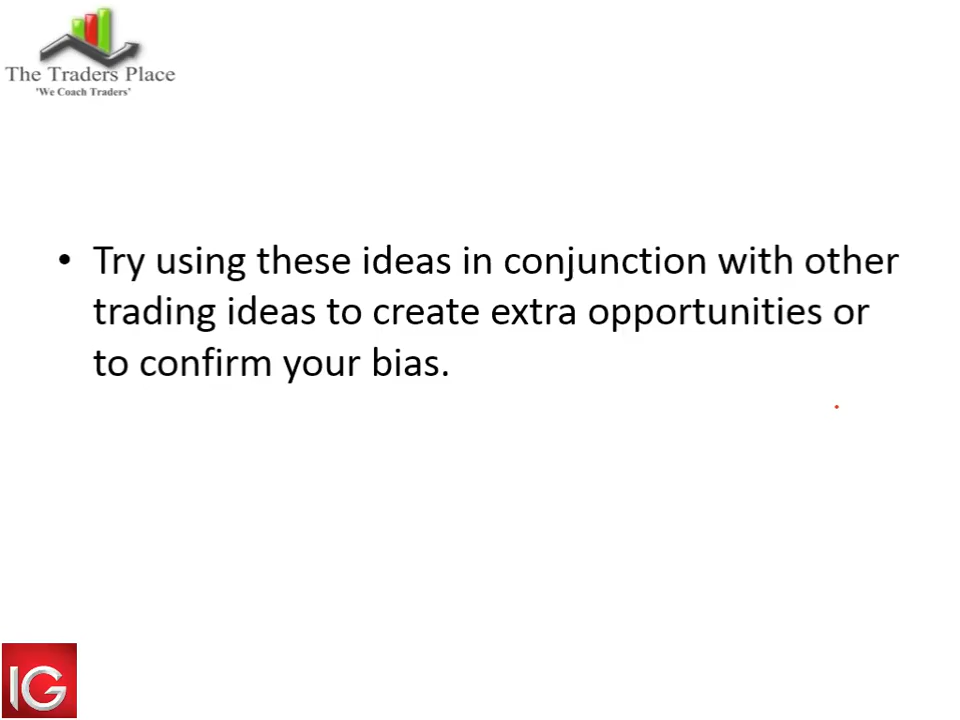 The Traders Place
'We Coach Traders'
• Try using these ideas in conjunction with other
trading ideas to create extra opportunities or
to confirm your bias.
IG